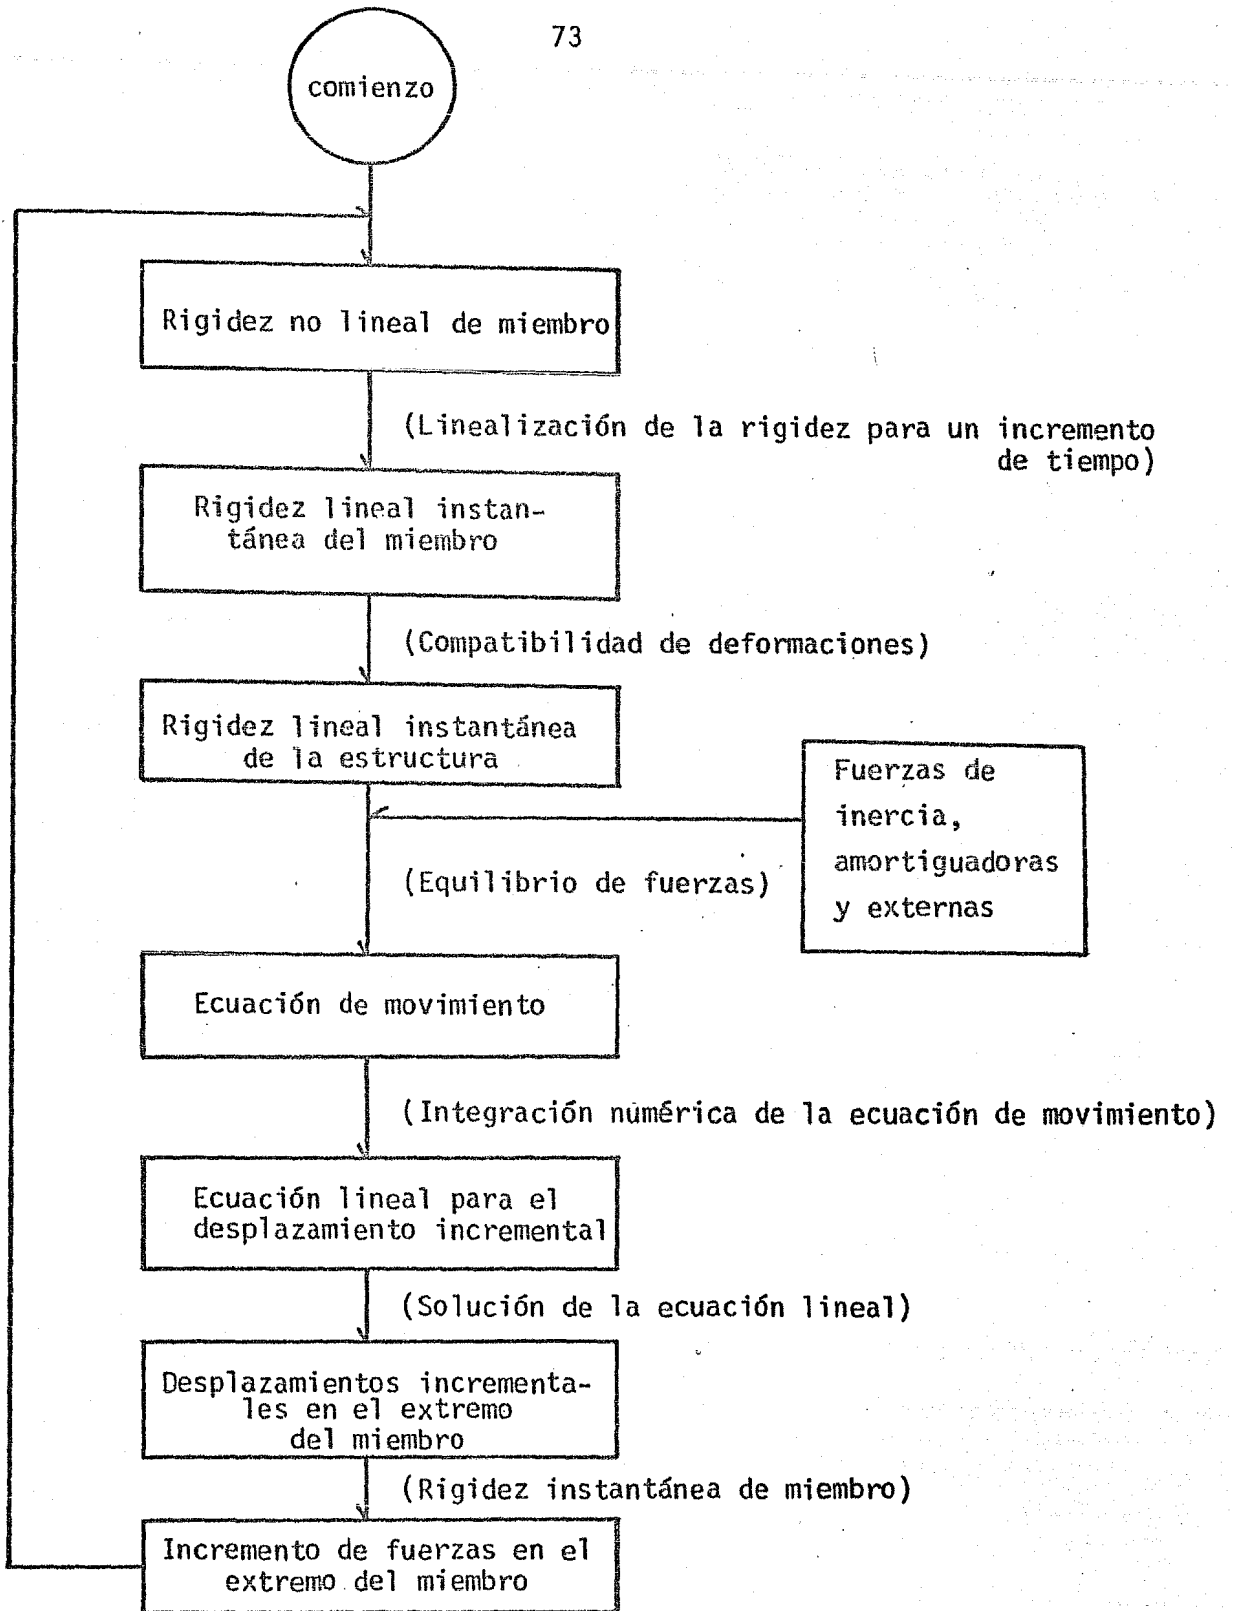 73
comienzo
Rigidez no lineal de miembro
(Linealización de la rigidez para un incremento
de tiempo)
Rigidez lineal instan-
tánea del miembro
(Compatibilidad de deformaciones)
Rigidez lineal instantánea
de la estructura
Fuerzas de
inercia,
amortiguadoras
y externas
(Equilibrio de fuerzas)
Ecuación de movimiento
(Integración númérica de la ecuación de movimiento)
Ecuación lineal para el
desplazamiento incremental
(Solución de la ecuación lineal)
Desplazamientos incrementa-
les en el extremo
del miembro
(Rigidez instantánea de miembro)
Incremento de fuerzas en el
extremo del miembro